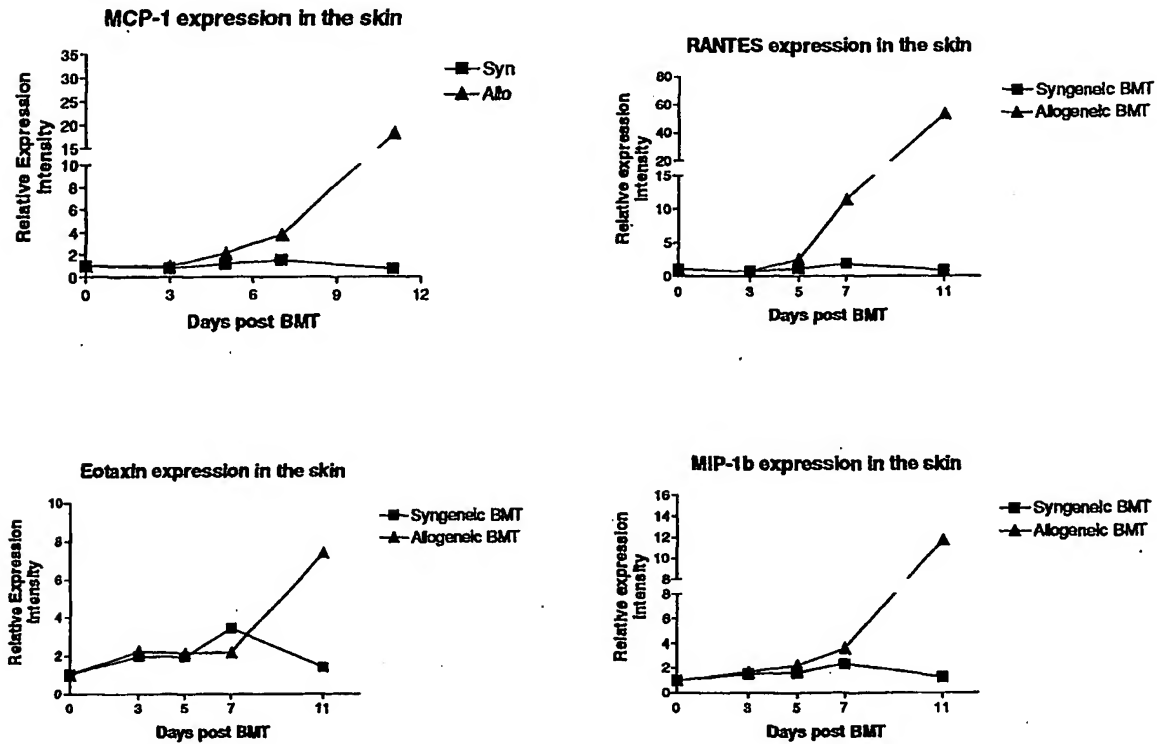 MCP-1 expression in the skin
Relative Expression
Intensity
35
30
25
20
15
10
8
6
4
2
0
0 3 6 9 12
Days post BMT
Syn
Allo
RANTES expression in the skin
Relative expression
Intensity
80
60
40
20
15
10
5
0
0 3 5 7 11
Days post BMT
Syngeneic BMT
Allogeneic BMT
Eotaxin expression in the skin
Relative Expression
Intensity
10
8
6
4
2
0
0 3 5 7 11
Days post BMT
Syngeneic BMT
Allogeneic BMT
MIP-1b expression in the skin
Relative expression
Intensity
16
14
12
10
8
8
6
4
2
0
0 3 5 7 11
Days post BMT
Syngeneic BMT
Allogeneic BMT